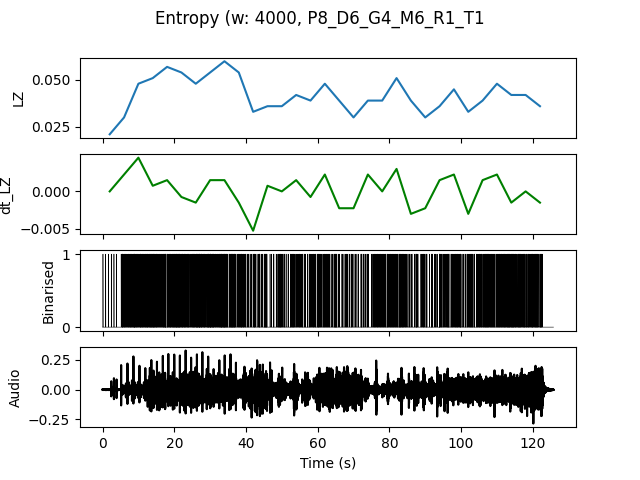 Entropy (w: 4000, P8_D6_G4_M6_R1_T1
LZ
0.050
0.025
dt_LZ
0.000
−0.005
Binarised
1
0
Audio
0.25
0.00
−0.25
0 20 40 60 80 100 120
Time (s)